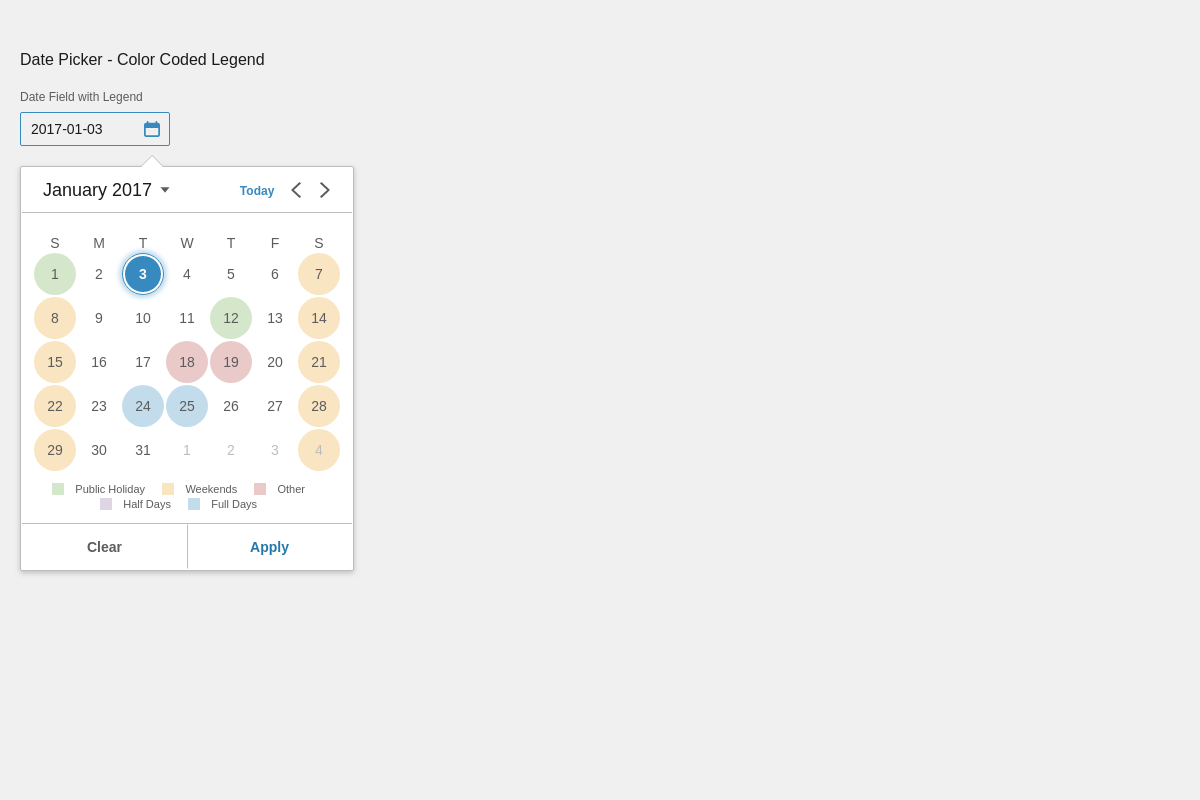 Date Picker - Color Coded Legend
Date Field with Legend
2017-01-03
January 2017 Today
S M T W T F S
1 2 3 4 5 6 7
8 9 10 11 12 13 14
15 16 17 18 19 20 21
22 23 24 25 26 27 28
29 30 31 1 2 3 4
Public Holiday Weekends Other
Half Days Full Days
Clear Apply